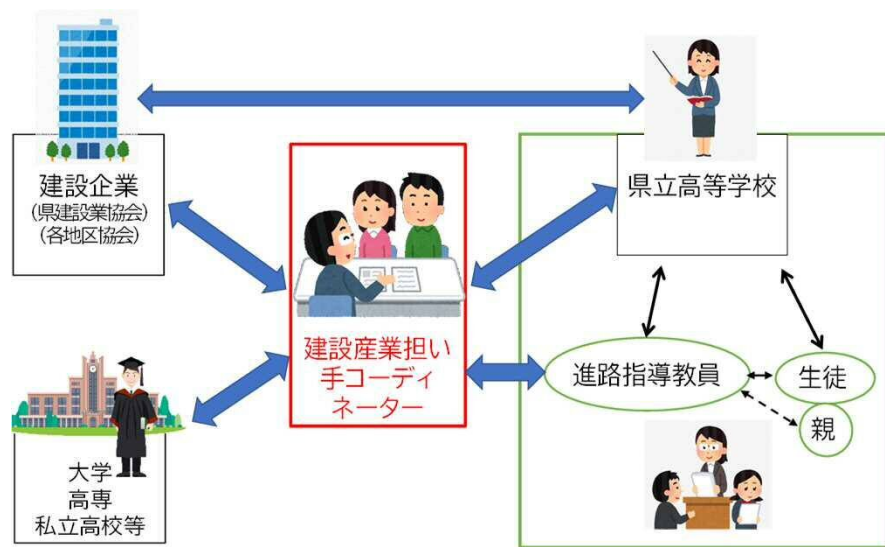 建設企業
(県建設業協会)
(各地区協会)
県立高等学校
建設産業担い
手コーディ
ネーター
進路指導教員
生徒
親
大学
高専
私立高校等